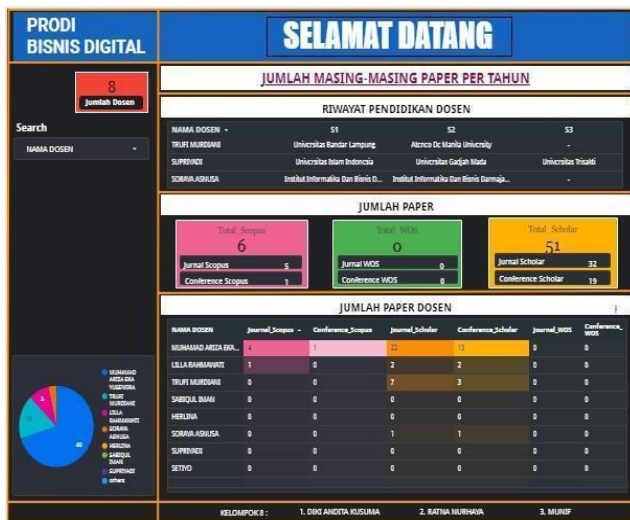 PRODI
BISNIS DIGITAL
SELAMAT DATANG
8
Jumlah Dosen
Search
NAMA DOSEN
JUMLAH MASING-MASING PAPER PER TAHUN
RIWAYAT PENDIDIKAN DOSEN
NAMA DOSEN S1 S2 S3
TRUFI MURDIANI Universitas Bandar Lampung Ateneo De Manila University -
SUPRIYADI Universitas Islam Indonesia Universitas Gadjah Mada Universitas Trisakti
SORAYA ASNUSA Institut Informatika Dan Bisnis D... Institut Informatika Dan Bisnis Darmaja... -
JUMLAH PAPER
Total_Scopus
6
Jurnal Scopus 5
Conference Scopus 1
Total_WOS
0
Jurnal WOS 0
Conference WOS 0
Total_Scholar
51
Jurnal Scholar 32
Conference Scholar 19
JUMLAH PAPER DOSEN
NAMA DOSEN Journal_Scopus Conference_Scopus Journal_Scholar Conference_Scholar Journal_WOS Conference_WOS
MUHAMAD ARIZA EKA... 4 1 22 13 0 0
LILLA RAHMAWATI 1 0 2 2 0 0
TRUFI MURDIANI 0 0 7 3 0 0
SABIQUL IMAN 0 0 0 0 0 0
HERLINA 0 0 0 0 0 0
SORAYA ASNUSA 0 0 1 1 0 0
SUPRIYADI 0 0 0 0 0 0
SETIYO 0 0 0 0 0 0
5
40
MUHAMAD
ARIZA EKA
YUSENDRA
TRUFI
MURDIANI
LILLA
RAHMAWATI
SORAYA
ASNUSA
HERLINA
SABIQUL
IMAN
SUPRIYADI
others
KELOMPOK 8 : 1. DIKI ANDITA KUSUMA 2. RATNA NURHAYA 3. MUNIF